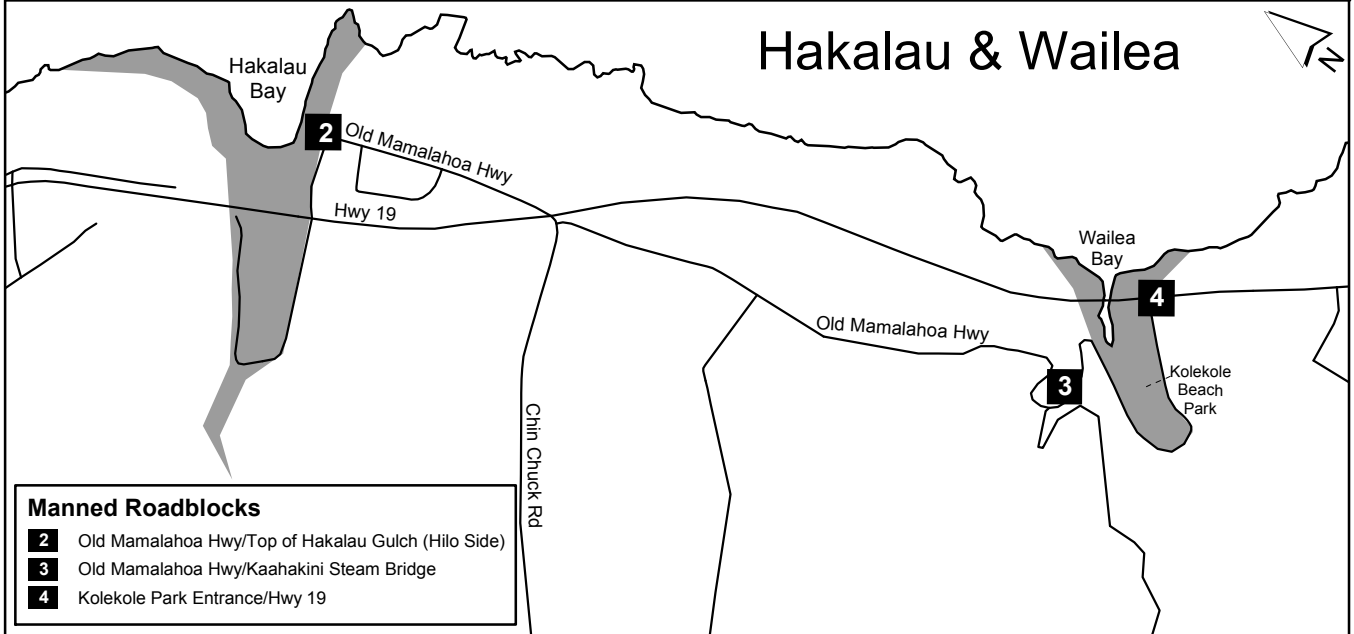 Hakalau & Wailea
N
Hakalau
Bay
2
Old Mamalahoa Hwy
Hwy 19
Wailea
Bay
4
Old Mamalahoa Hwy
3
Kolekole
Beach
Park
Chin Chuck Rd
Manned Roadblocks
2 Old Mamalahoa Hwy/Top of Hakalau Gulch (Hilo Side)
3 Old Mamalahoa Hwy/Kaahakini Steam Bridge
4 Kolekole Park Entrance/Hwy 19